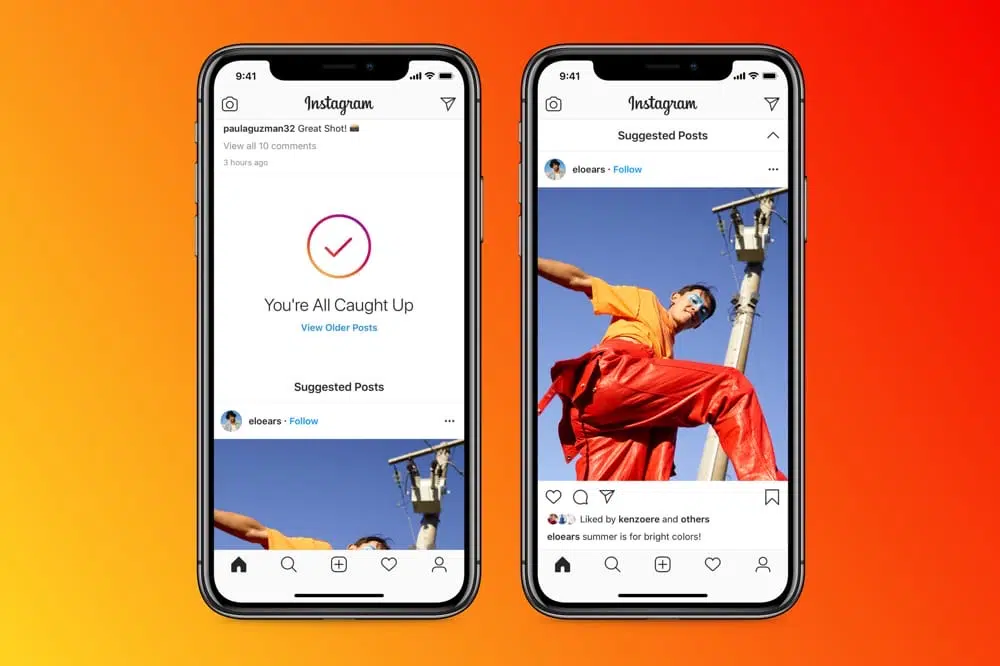 9:41
Instagram
paulaguzman32 Great Shot! 📸
View all 10 comments
3 hours ago
You're All Caught Up
View Older Posts
Suggested Posts
eloears · Follow
9:41
Instagram
Suggested Posts
eloears · Follow
Liked by kenzoere and others
eloears summer is for bright colors!